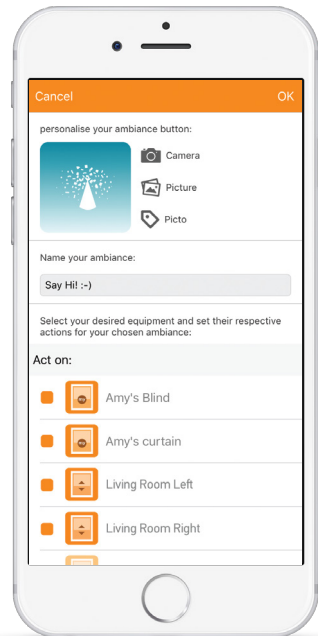 Cancel OK
personalise your ambiance button:
Camera
Picture
Picto
Name your ambiance:
Say Hi! :-)
Select your desired equipment and set their respective
actions for your chosen ambiance:
Act on:
Amy's Blind
Amy's curtain
Living Room Left
Living Room Right